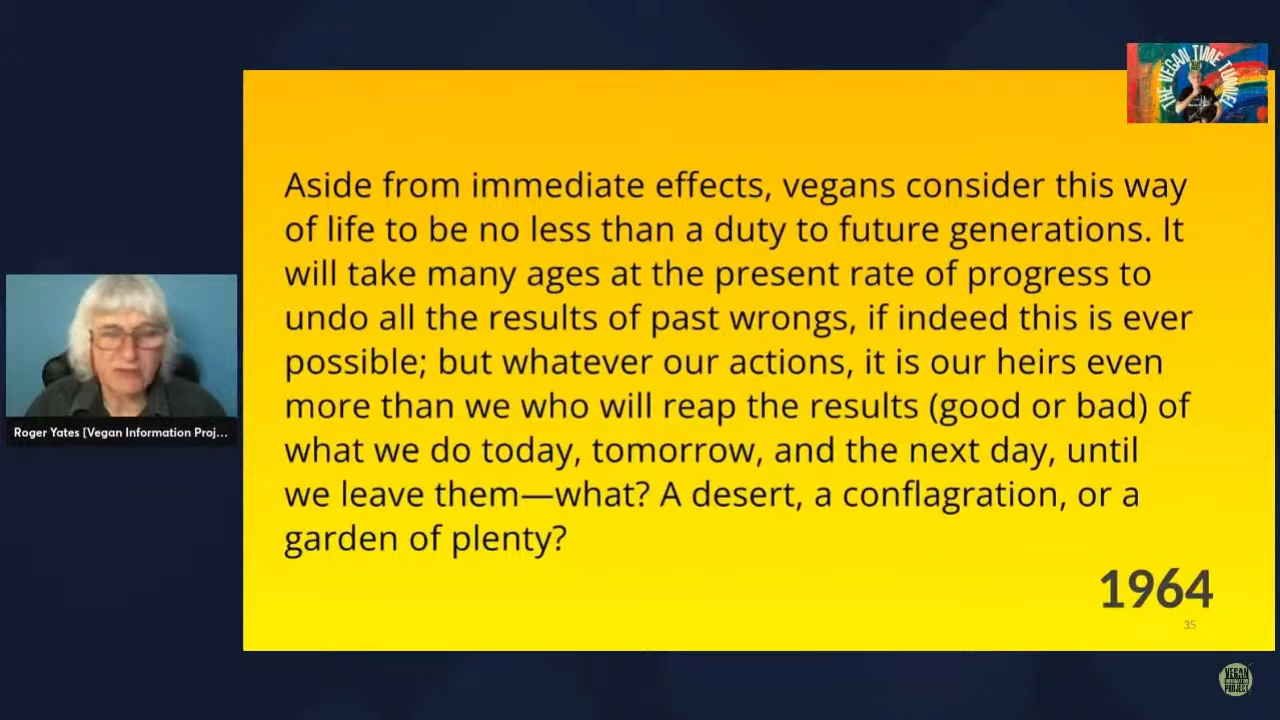 THE VEGAN TIME TUNNEL
Aside from immediate effects, vegans consider this way
of life to be no less than a duty to future generations. It
will take many ages at the present rate of progress to
undo all the results of past wrongs, if indeed this is ever
possible; but whatever our actions, it is our heirs even
more than we who will reap the results (good or bad) of
what we do today, tomorrow, and the next day, until
we leave them—what? A desert, a conflagration, or a
garden of plenty?
1964
35
Roger Yates [Vegan Information Proj...
VEGAN
INFORMATION
PROJECT